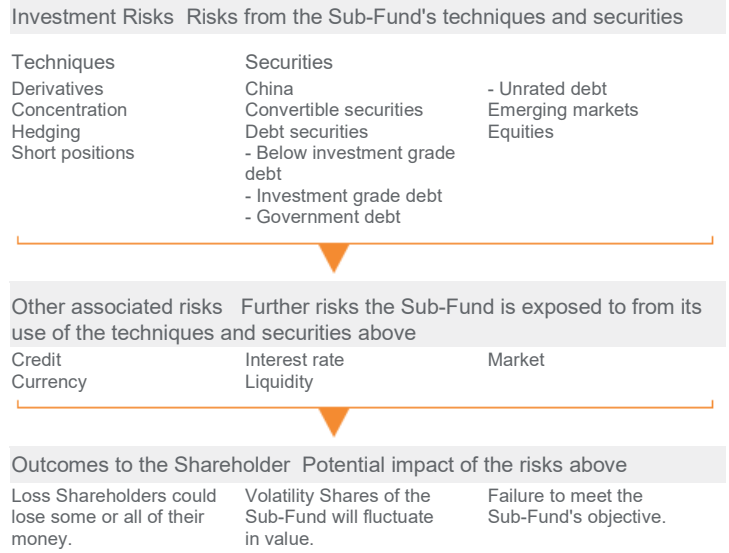 Investment Risks Risks from the Sub-Fund's techniques and securities
Techniques
Derivatives
Concentration
Hedging
Short positions
Securities
China
Convertible securities
Debt securities
- Below investment grade
debt
- Investment grade debt
- Government debt
- Unrated debt
Emerging markets
Equities
Other associated risks Further risks the Sub-Fund is exposed to from its
use of the techniques and securities above
Credit
Currency
Interest rate
Liquidity
Market
Outcomes to the Shareholder Potential impact of the risks above
Loss Shareholders could
lose some or all of their
money.
Volatility Shares of the
Sub-Fund will fluctuate
in value.
Failure to meet the
Sub-Fund's objective.